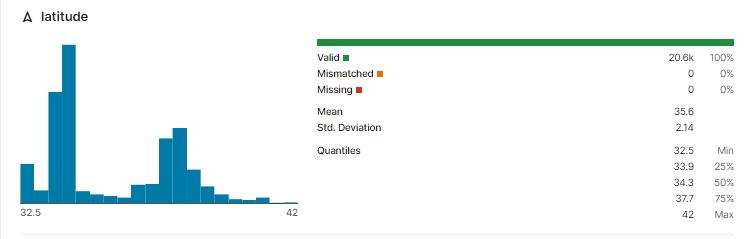 latitude
Valid 20.6k 100%
Mismatched 0 0%
Missing 0 0%
Mean 35.6
Std. Deviation 2.14
Quantiles 32.5 Min
33.9 25%
34.3 50%
37.7 75%
42 Max
32.5 42